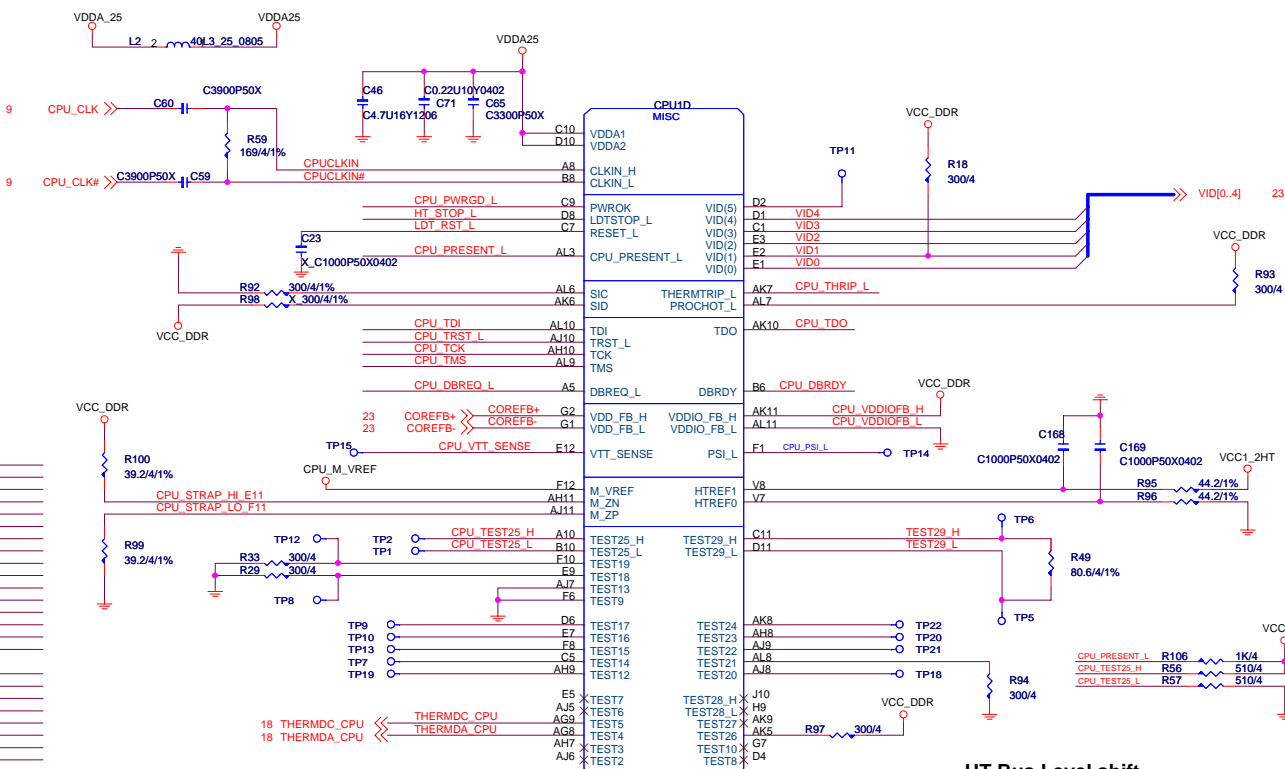 VDDA_25
VDDA25
L2 2 40L3_25_0805
VDDA25
C3900P50X
C46
C0.22U10Y0402
C60
C71
C65
C4.7U16Y1206
C3300P50X
9 CPU_CLK
R59
169/4/1%
9 CPU_CLK#
C3900P50X C59
CPUCLKIN
CPUCLKIN#
CPU1D
MISC
C10 VDDA1
D10 VDDA2
A8 CLKIN_H
B8 CLKIN_L
TP11
VCC_DDR
R18
300/4
CPU_PWRGD_L C9 PWROK
HT_STOP_L D8 LDTSTOP_L
LDT_RST_L C7 RESET_L
C23
X_C1000P50X0402
CPU_PRESENT_L AL3 CPU_PRESENT_L
VID(5) D2
VID(4) D1 VID4
VID(3) C1 VID3
VID(2) E3 VID2
VID(1) E2 VID1
VID(0) E1 VID0
VID[0..4] 23
VCC_DDR
R93
300/4
R92 300/4/1% AL6 SIC
R98 X_300/4/1% AK6 SID
VCC_DDR
THERMTRIP_L AK7 CPU_THRIP_L
PROCHOT_L AL7
CPU_TDI AL10 TDI
CPU_TRST_L AJ10 TRST_L
CPU_TCK AH10 TCK
CPU_TMS AL9 TMS
TDO AK10 CPU_TDO
CPU_DBREQ_L A5 DBREQ_L
DBRDY B6 CPU_DBRDY
VCC_DDR
23 COREFB+ COREFB+ G2 VDD_FB_H
23 COREFB- COREFB- G1 VDD_FB_L
VDDIO_FB_H AK11 CPU_VDDIOFB_H
VDDIO_FB_L AL11 CPU_VDDIOFB_L
TP15 CPU_VTT_SENSE E12 VTT_SENSE
PSI_L F1 CPU_PSI_L TP14
C168
C1000P50X0402
C169
C1000P50X0402
VCC1_2HT
VCC_DDR
R100
39.2/4/1%
CPU_M_VREF
F12 M_VREF
CPU_STRAP_HI_E11 AH11 M_ZN
CPU_STRAP_LO_F11 AJ11 M_ZP
HTREF1 V8 R95 44.2/1%
HTREF0 V7 R96 44.2/1%
R99
39.2/4/1%
TP12
TP2 CPU_TEST25_H A10 TEST25_H
TP1 CPU_TEST25_L B10 TEST25_L
R33 300/4 F10 TEST19
R29 300/4 E9 TEST18
AJ7 TEST13
TP8
F6 TEST9
TEST29_H C11 TEST29_H
TEST29_L D11 TEST29_L
TP6
R49
80.6/4/1%
TP5
TP9 D6 TEST17
TP10 E7 TEST16
TP13 F8 TEST15
TP7 C5 TEST14
TP19 AH9 TEST12
TEST24 AK8 TP22
TEST23 AH8 TP20
TEST22 AJ9 TP21
TEST21 AL8
TEST20 AJ8 TP18
R94
300/4
VCC
CPU_PRESENT_L R106 1K/4
CPU_TEST25_H R56 510/4
CPU_TEST25_L R57 510/4
E5 TEST7
AJ5 TEST6
18 THERMDC_CPU THERMDC_CPU AG9 TEST5
18 THERMDA_CPU THERMDA_CPU AG8 TEST4
AH7 TEST3
AJ6 TEST2
TEST28_H J10
TEST28_L H9
TEST27 AK9
TEST26 AK5 R97 300/4
VCC_DDR
TEST10 G7
TEST8 D4
HT Bus Level shift